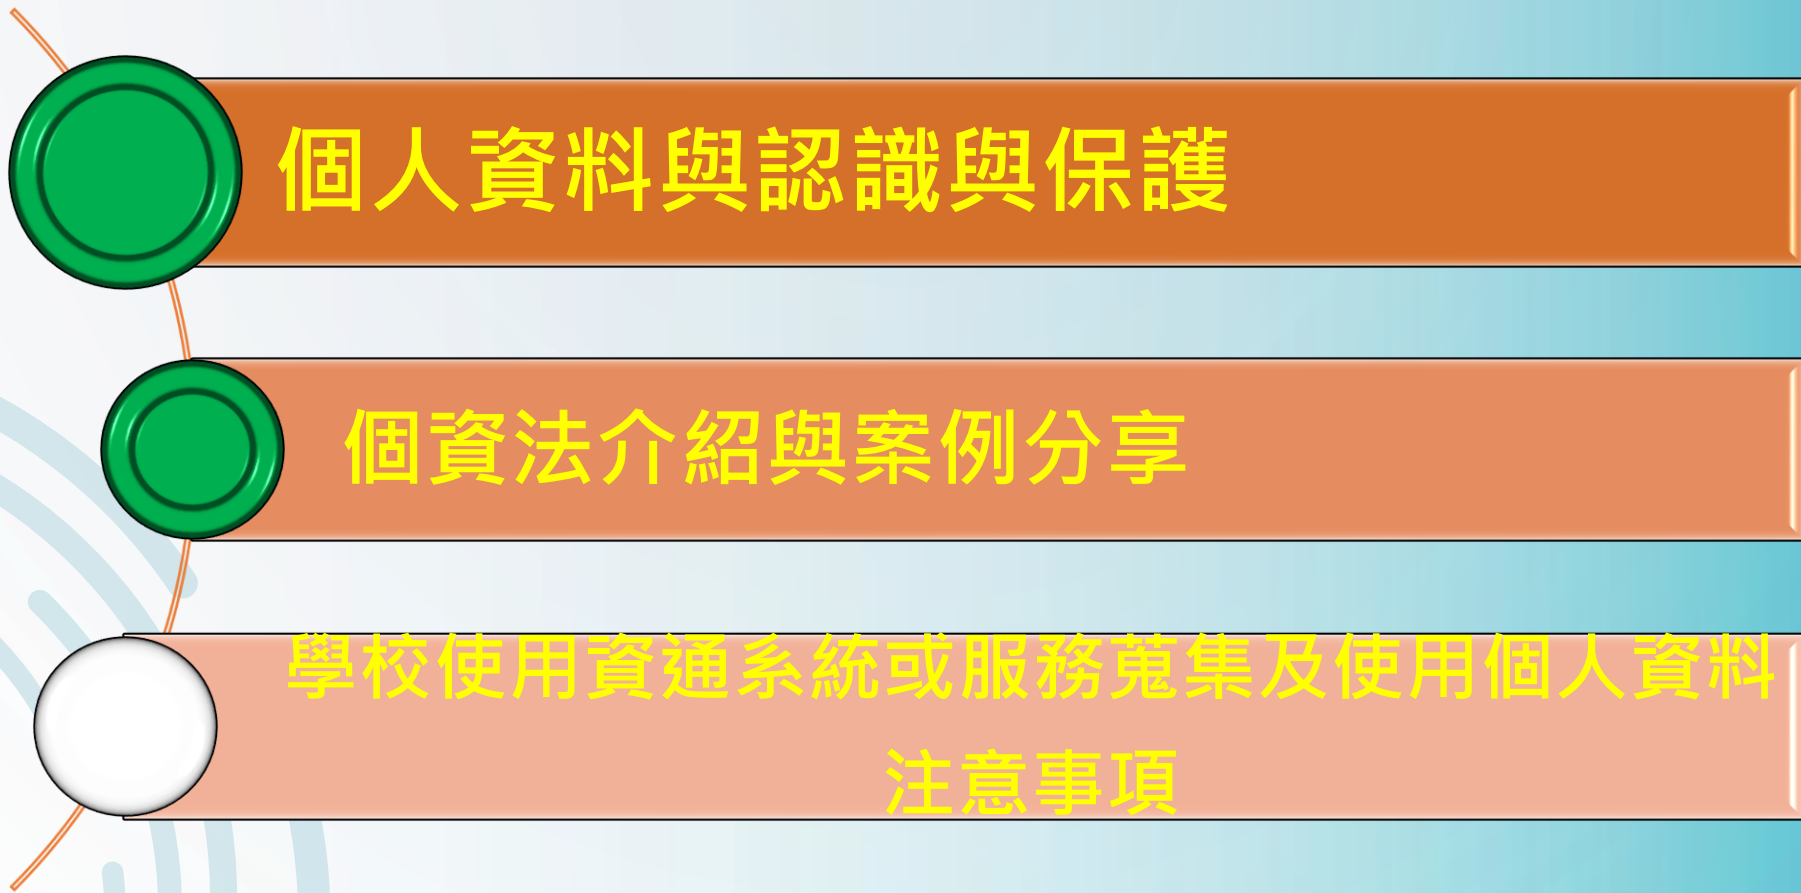 個人資料與認識與保護
個資法介紹與案例分享
學校使用資通系統或服務蒐集及使用個人資料
注意事項